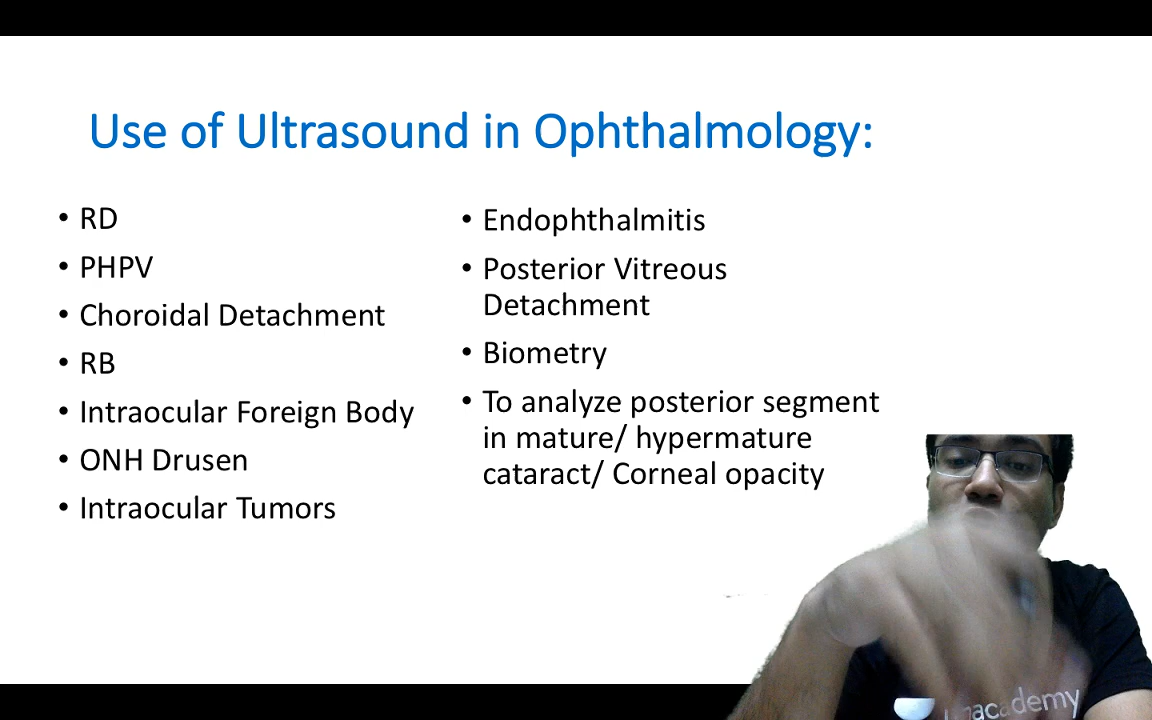 Use of Ultrasound in Ophthalmology:
• RD
• PHPV
• Choroidal Detachment
• RB
• Intraocular Foreign Body
• ONH Drusen
• Intraocular Tumors
• Endophthalmitis
• Posterior Vitreous
Detachment
• Biometry
• To analyze posterior segment
in mature/ hypermature
cataract/ Corneal opacity